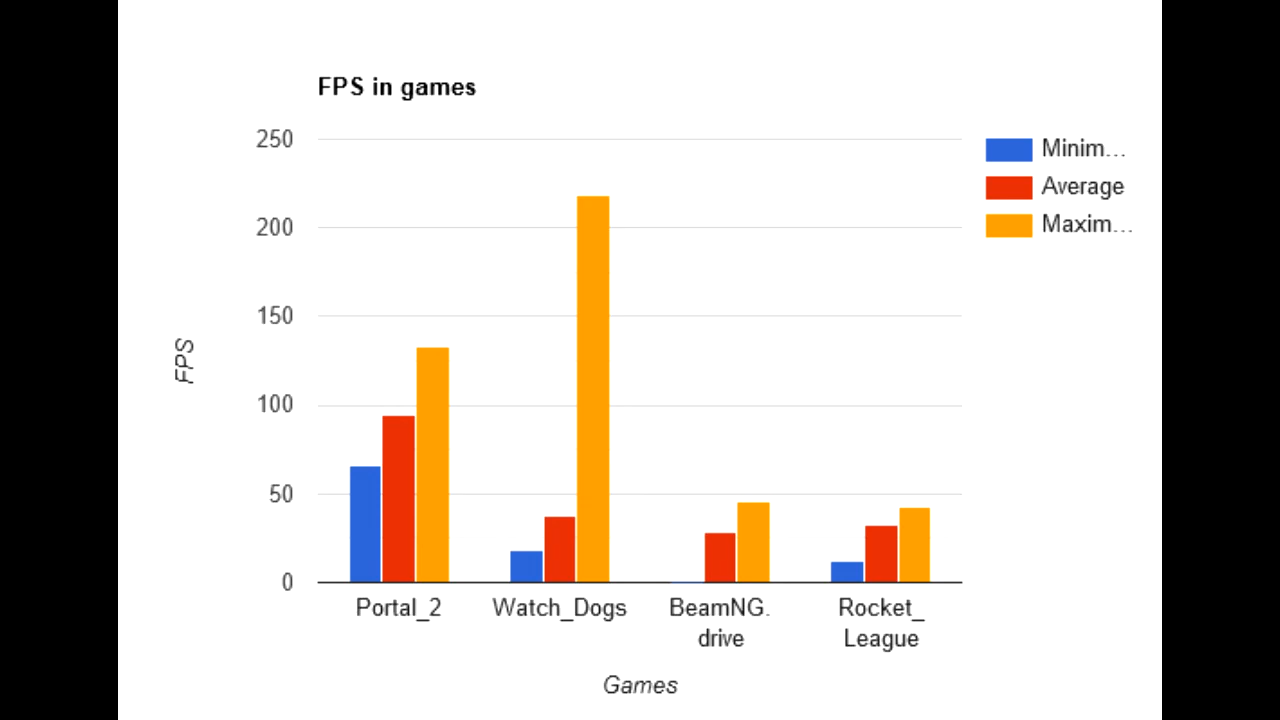 FPS in games
250
200
150
100
50
0
FPS
Minim...
Average
Maxim...
Portal_2
Watch_Dogs
BeamNG.
drive
Rocket_
League
Games